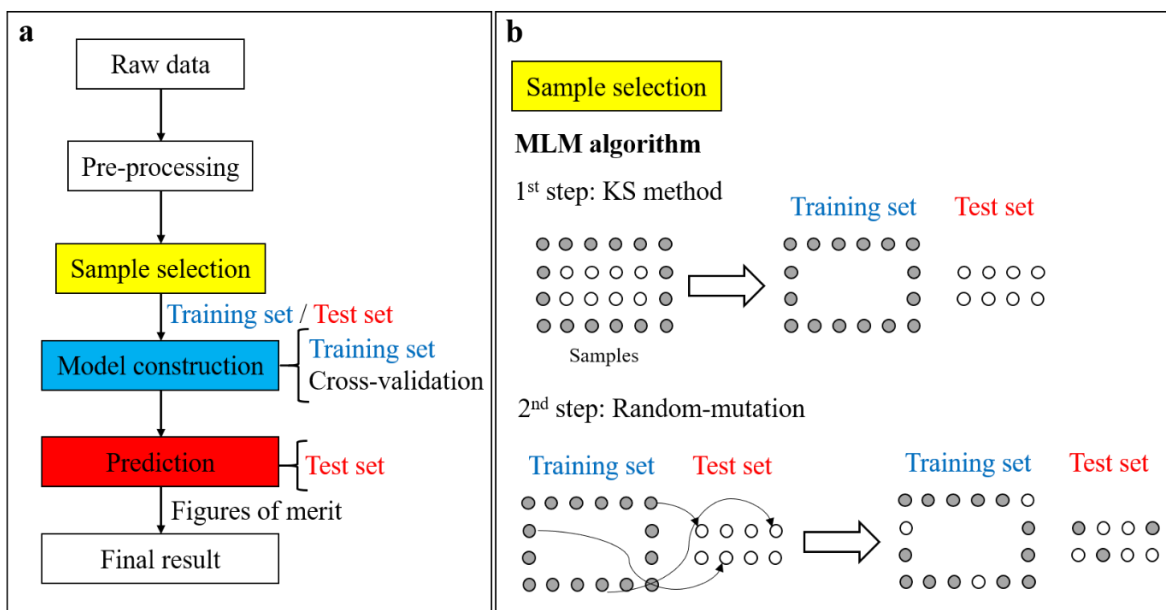 a
Raw data
Pre-processing
Sample selection
Training set / Test set
Model construction
Training set
Cross-validation
Prediction
Test set
Figures of merit
Final result
b
Sample selection
MLM algorithm
1st step: KS method
Training set Test set
Samples
2nd step: Random-mutation
Training set Test set
Training set Test set